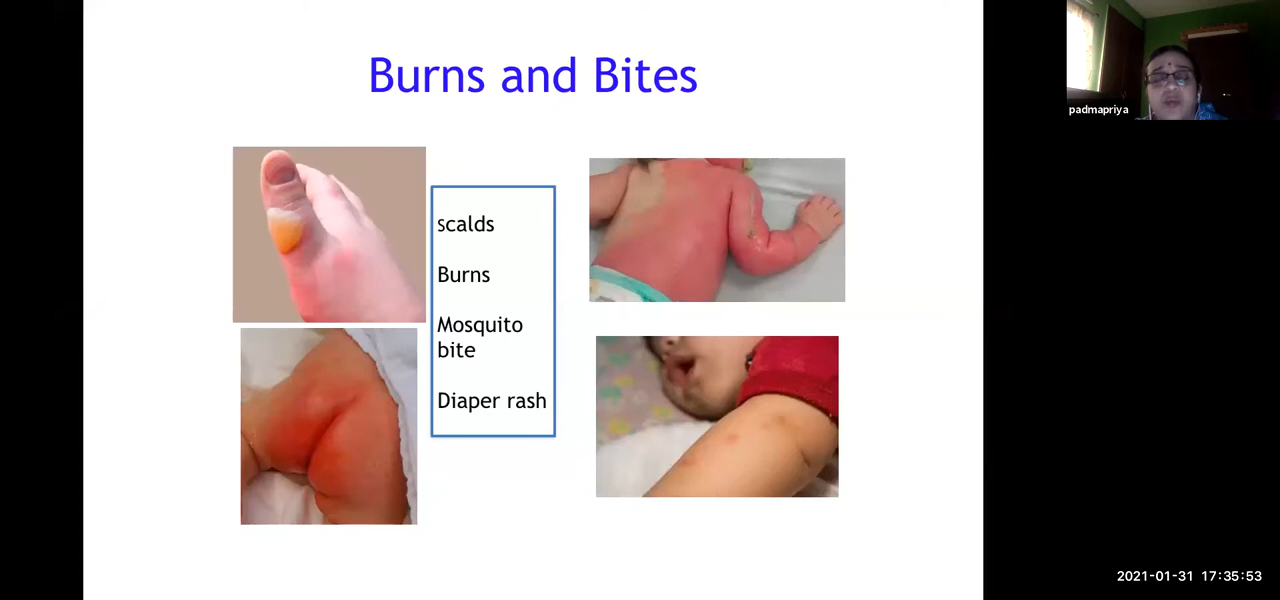 Burns and Bites
padmapriya
scalds
Burns
Mosquito
bite
Diaper rash
2021-01-31 17:35:53